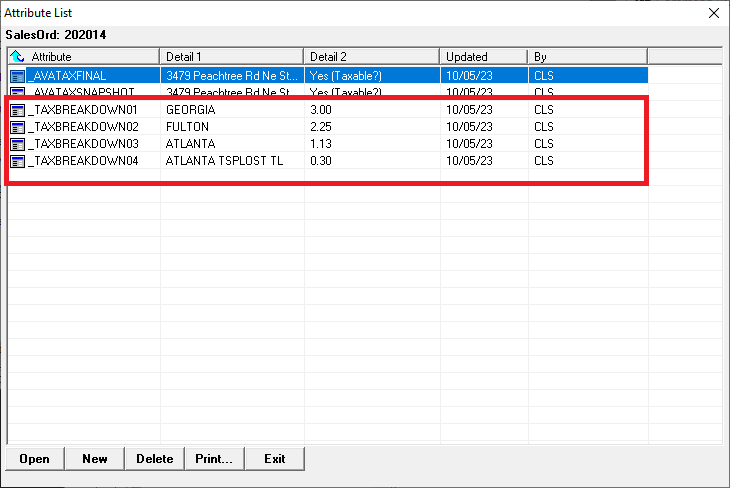 Attribute List
SalesOrd: 202014
Attribute Detail 1 Detail 2 Updated By
_AVATAXFINAL 3479 Peachtree Rd Ne St... Yes (Taxable?) 10/05/23 CLS
_AVATAXSNAPSHOT 3479 Peachtree Rd Ne St... Yes (Taxable?) 10/05/23 CLS
_TAXBREAKDOWN01 GEORGIA 3.00 10/05/23 CLS
_TAXBREAKDOWN02 FULTON 2.25 10/05/23 CLS
_TAXBREAKDOWN03 ATLANTA 1.13 10/05/23 CLS
_TAXBREAKDOWN04 ATLANTA TSPLOST TL 0.30 10/05/23 CLS
Open New Delete Print... Exit